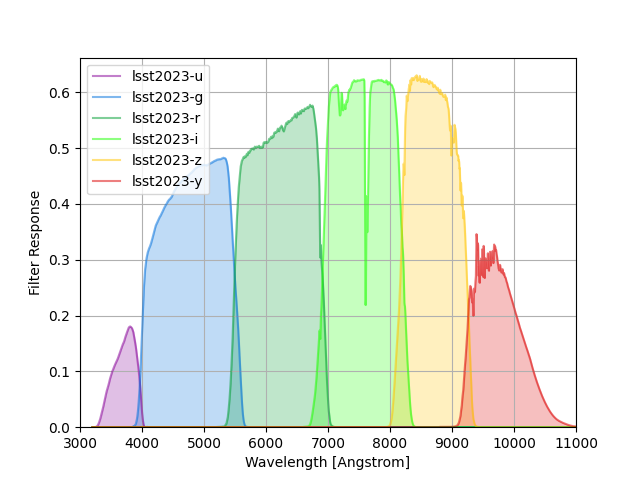 lsst2023-u
lsst2023-g
lsst2023-r
lsst2023-i
lsst2023-z
lsst2023-y
Filter Response
0.6
0.5
0.4
0.3
0.2
0.1
0.0
3000 4000 5000 6000 7000 8000 9000 10000 11000
Wavelength [Angstrom]